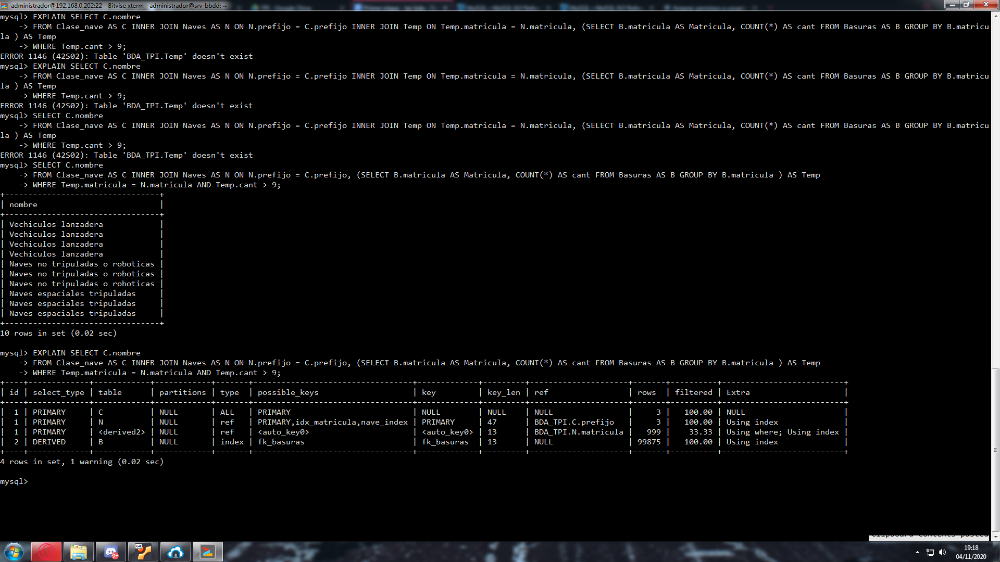 administrador@192.168.0.202:22 - Bitvise xterm - administrador@srv-bbdd: ~
mysql> EXPLAIN SELECT C.nombre
    -> FROM Clase_nave AS C INNER JOIN Naves AS N ON N.prefijo = C.prefijo INNER JOIN Temp ON Temp.matricula = N.matricula, (SELECT B.matricula AS Matricula, COUNT(*) AS cant FROM Basuras AS B GROUP BY B.matricu
la ) AS Temp
    -> WHERE Temp.cant > 9;
ERROR 1146 (42S02): Table 'BDA_TPI.Temp' doesn't exist
mysql> EXPLAIN SELECT C.nombre
    -> FROM Clase_nave AS C INNER JOIN Naves AS N ON N.prefijo = C.prefijo INNER JOIN Temp ON Temp.matricula = N.matricula, (SELECT B.matricula AS Matricula, COUNT(*) AS cant FROM Basuras AS B GROUP BY B.matricu
la ) AS Temp
    -> WHERE Temp.cant > 9;
ERROR 1146 (42S02): Table 'BDA_TPI.Temp' doesn't exist
mysql> SELECT C.nombre
    -> FROM Clase_nave AS C INNER JOIN Naves AS N ON N.prefijo = C.prefijo INNER JOIN Temp ON Temp.matricula = N.matricula, (SELECT B.matricula AS Matricula, COUNT(*) AS cant FROM Basuras AS B GROUP BY B.matricu
la ) AS Temp
    -> WHERE Temp.cant > 9;
ERROR 1146 (42S02): Table 'BDA_TPI.Temp' doesn't exist
mysql> SELECT C.nombre
    -> FROM Clase_nave AS C INNER JOIN Naves AS N ON N.prefijo = C.prefijo, (SELECT B.matricula AS Matricula, COUNT(*) AS cant FROM Basuras AS B GROUP BY B.matricula ) AS Temp
    -> WHERE Temp.matricula = N.matricula AND Temp.cant > 9;
+--------------------------------+
| nombre                         |
+--------------------------------+
| Vechiculos lanzadera           |
| Vechiculos lanzadera           |
| Vechiculos lanzadera           |
| Vechiculos lanzadera           |
| Naves no tripuladas o roboticas |
| Naves no tripuladas o roboticas |
| Naves no tripuladas o roboticas |
| Naves espaciales tripuladas     |
| Naves espaciales tripuladas     |
| Naves espaciales tripuladas     |
+---------------------------------+
10 rows in set (0.02 sec)
mysql> EXPLAIN SELECT C.nombre
    -> FROM Clase_nave AS C INNER JOIN Naves AS N ON N.prefijo = C.prefijo, (SELECT B.matricula AS Matricula, COUNT(*) AS cant FROM Basuras AS B GROUP BY B.matricula ) AS Temp
    -> WHERE Temp.matricula = N.matricula AND Temp.cant > 9;
+----+-------------+------------+------------+-------+----------------------------------+-------------+---------+---------------------+-------+----------+--------------------------+
| id | select_type | table      | partitions | type  | possible_keys                    | key         | key_len | ref                 | rows  | filtered | Extra                    |
+----+-------------+------------+------------+-------+----------------------------------+-------------+---------+---------------------+-------+----------+--------------------------+
|  1 | PRIMARY     | C          | NULL       | ALL   | PRIMARY                          | NULL        | NULL    | NULL                |     3 |   100.00 | NULL                     |
|  1 | PRIMARY     | N          | NULL       | ref   | PRIMARY,idx_matricula,nave_index | PRIMARY     | 47      | BDA_TPI.C.prefijo   |     3 |   100.00 | Using index              |
|  1 | PRIMARY     | <derived2> | NULL       | ref   | <auto_key0>                      | <auto_key0> | 13      | BDA_TPI.N.matricula |   999 |    33.33 | Using where; Using index |
|  2 | DERIVED     | B          | NULL       | index | fk_basuras                       | fk_basuras  | 13      | NULL                | 99875 |   100.00 | Using index              |
+----+-------------+------------+------------+-------+----------------------------------+-------------+---------+---------------------+-------+----------+--------------------------+
4 rows in set, 1 warning (0.02 sec)
mysql>
64
9+
19:18
04/11/2020